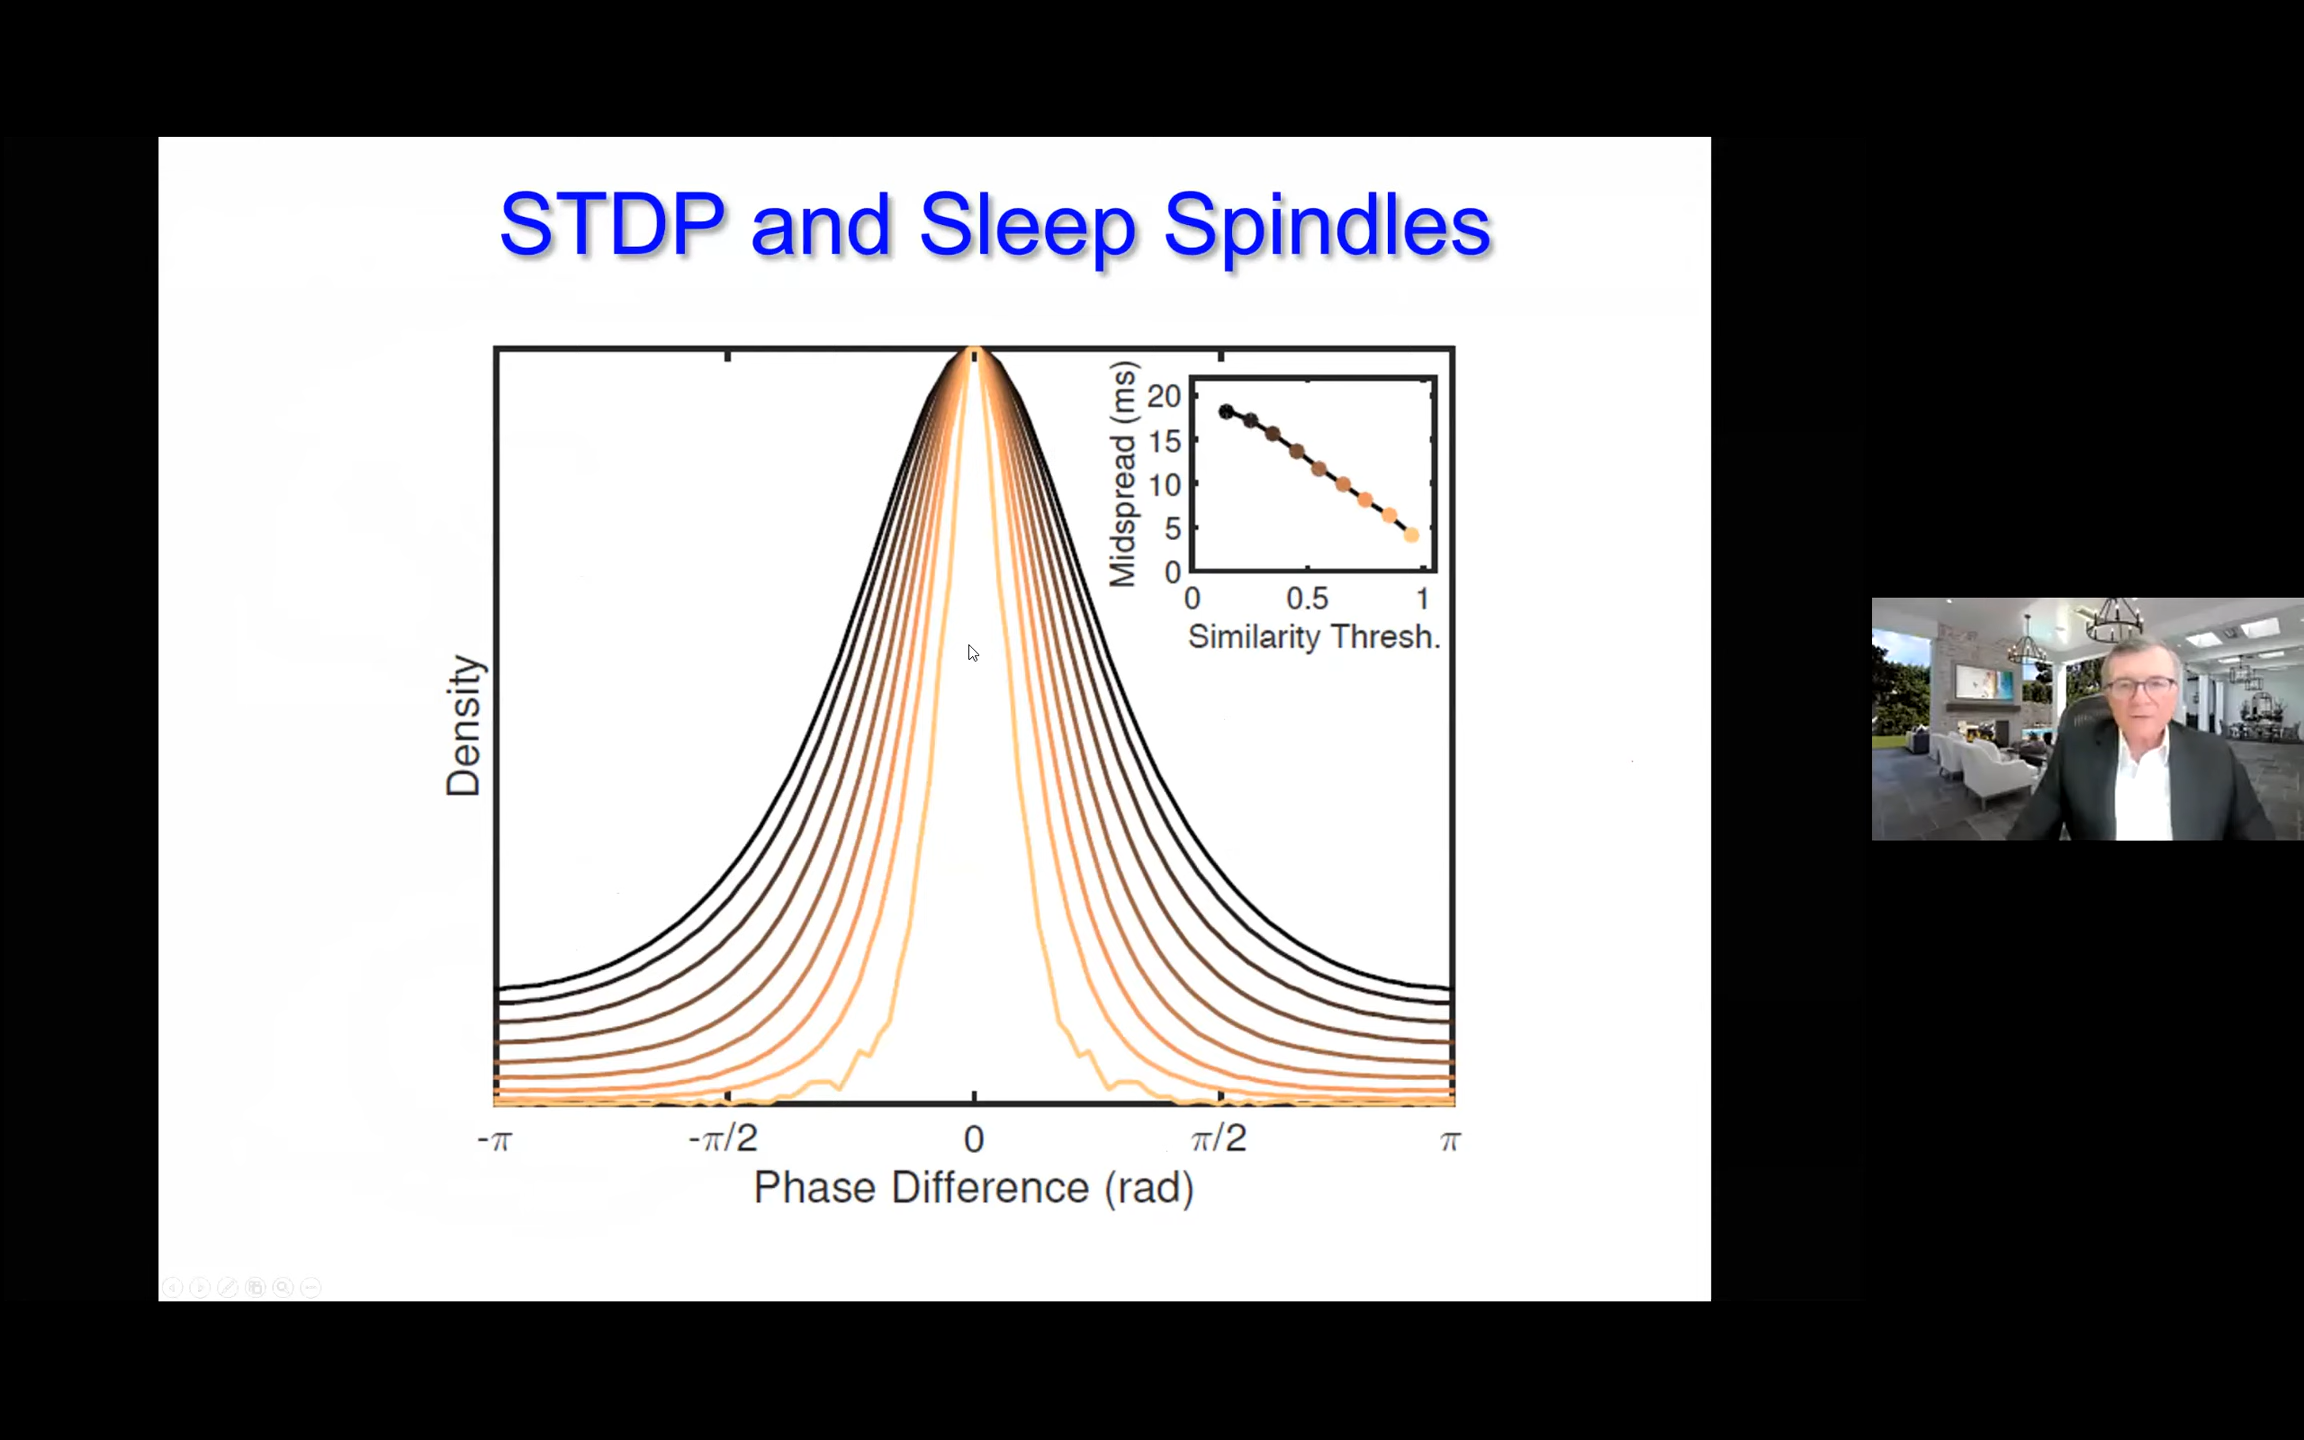 STDP and Sleep Spindles
Density
-π
-π/2
0
π/2
π
Phase Difference (rad)
Midspread (ms)
20
15
10
5
0
0
0.5
1
Similarity Thresh.